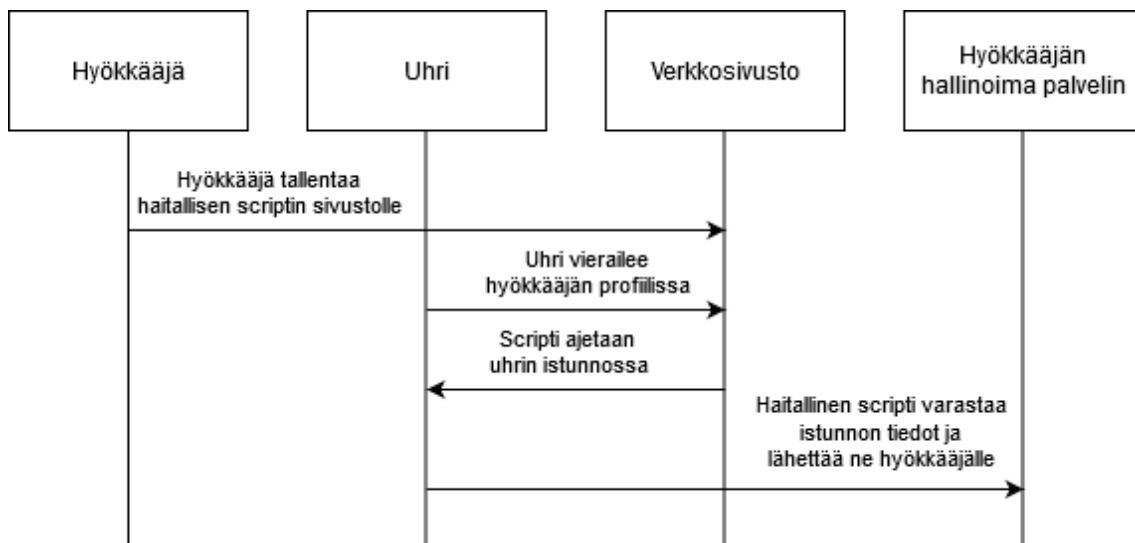 Hyökkääjä
Uhri
Verkkosivusto
Hyökkääjän
hallinoima palvelin
Hyökkääjä tallentaa
haitallisen scriptin sivustolle
Uhri vierailee
hyökkääjän profiilissa
Scripti ajetaan
uhrin istunnossa
Haitallinen scripti varastaa
istunnon tiedot ja
lähettää ne hyökkääjälle